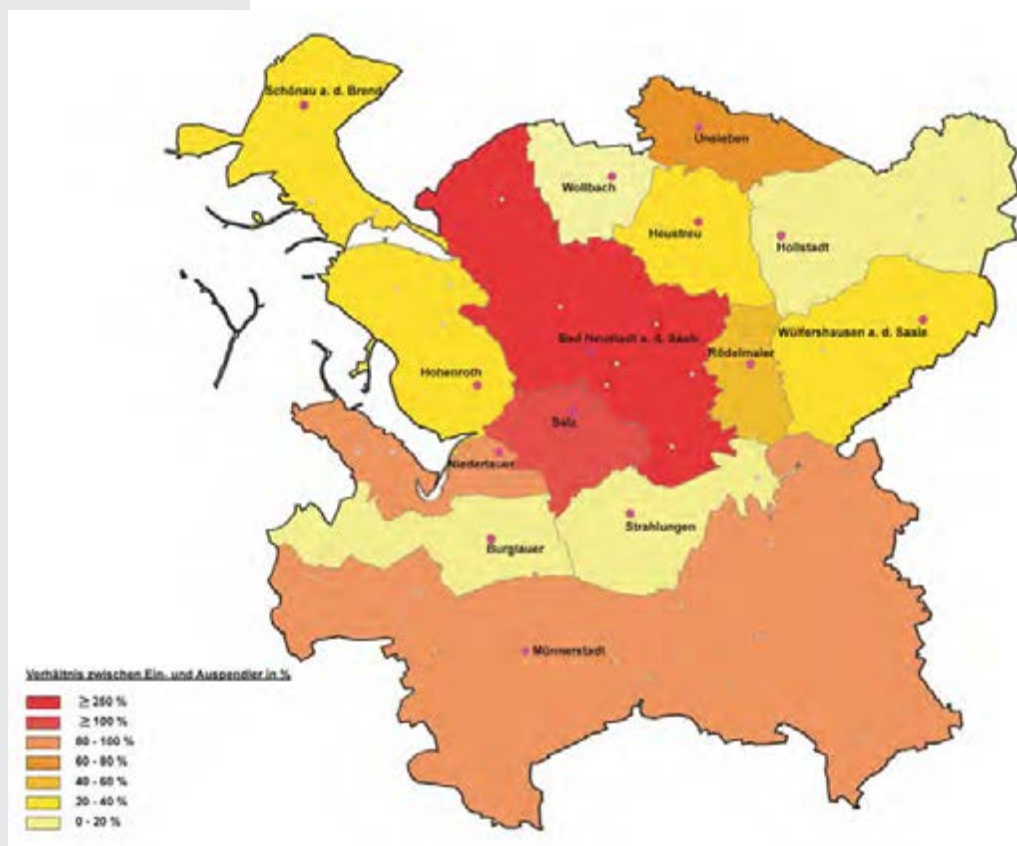 Schönau a. d. Brend
Unsleben
Wollbach
Heustreu
Hollstadt
Wülfershausen a. d. Saale
Bad Neustadt a. d. Saale
Rödelmaier
Hohenroth
Salz
Niederlauer
Strahlungen
Burglauer
Münnerstadt
Verhältnis zwischen Ein- und Auspendler in %
≥ 250 %
≥ 100 %
80 - 100 %
60 - 80 %
40 - 60 %
20 - 40 %
0 - 20 %